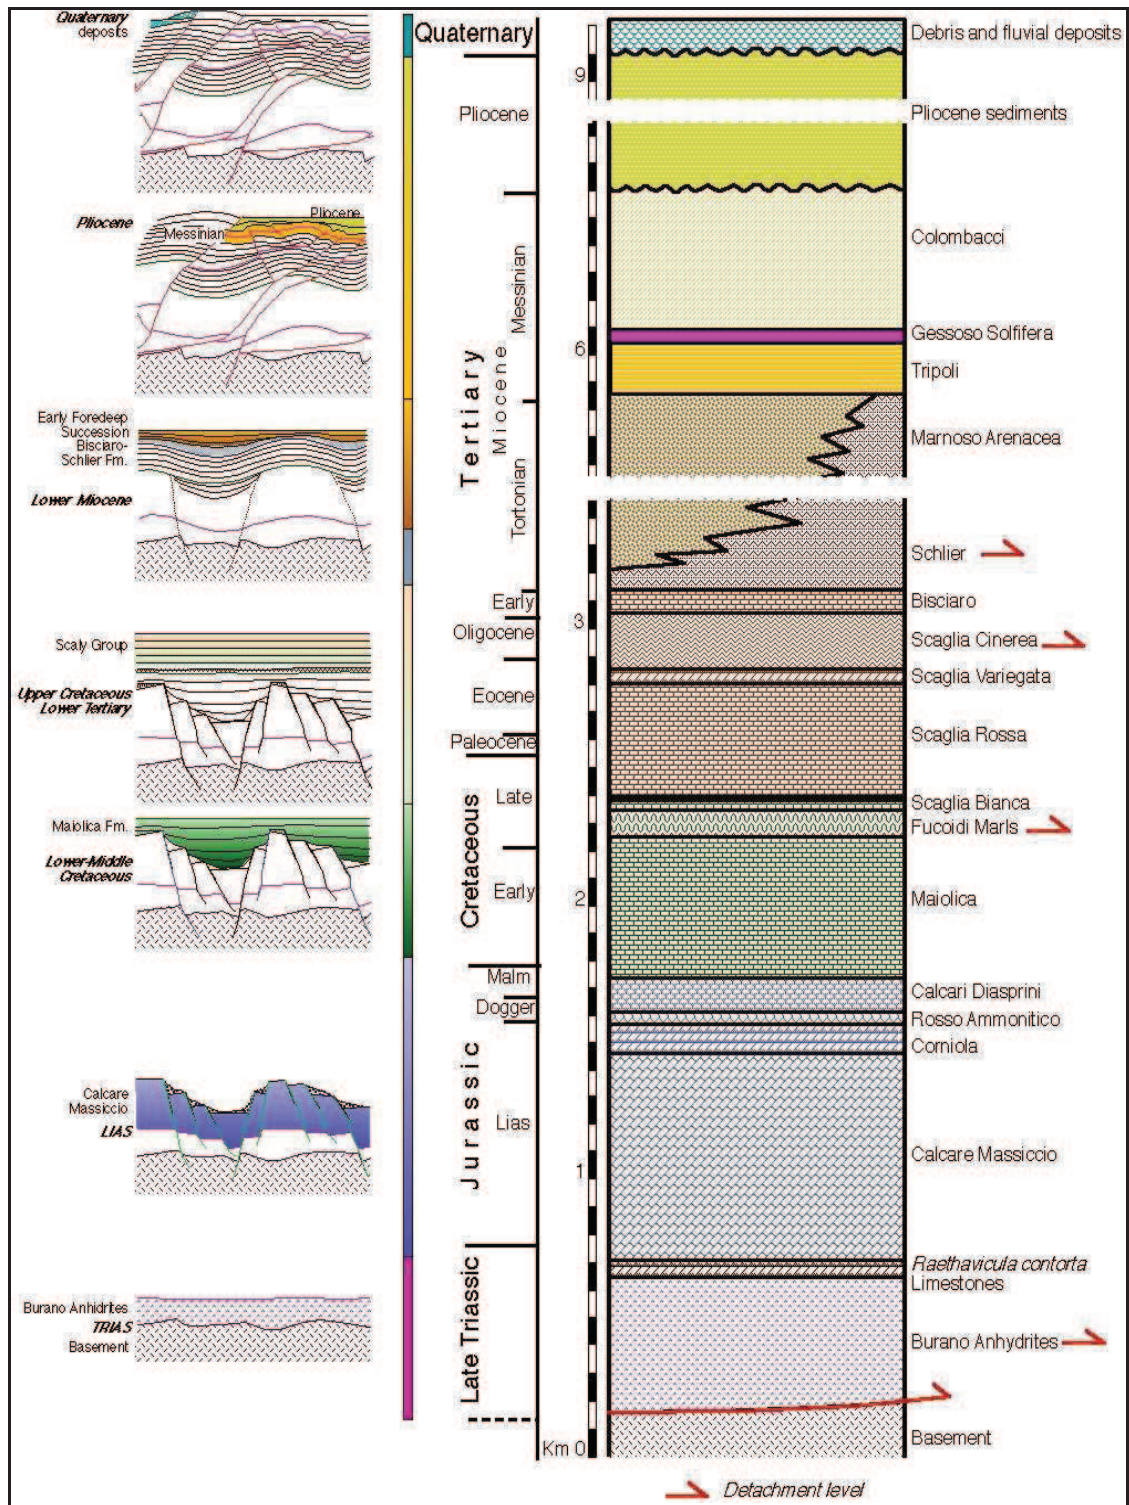 Quaternary
deposits
Pliocene
Pliocene
Messinian
Early Foredeep
Succession
Bisciaro-
Schlier Fm.
Lower Miocene
Scaly Group
Upper Cretaceous
Lower Tertiary
Maiolica Fm.
Lower-Middle
Cretaceous
Calcare
Massiccio
LIAS
Burano Anhidrites
TRIAS
Basement
Quaternary
Pliocene
Tertiary
Miocene
Messinian
Tortonian
Early
Oligocene
Eocene
Paleocene
Cretaceous
Late
Early
Jurassic
Malm
Dogger
Lias
Late Triassic
9
6
3
2
1
Km 0
Debris and fluvial deposits
Pliocene sediments
Colombacci
Gessoso Solfifera
Tripoli
Marnoso Arenacea
Schlier
Bisciaro
Scaglia Cinerea
Scaglia Variegata
Scaglia Rossa
Scaglia Bianca
Fucoidi Marls
Maiolica
Calcari Diasprini
Rosso Ammonitico
Corniola
Calcare Massiccio
Raethavicula contorta
Limestones
Burano Anhydrites
Basement
Detachment level